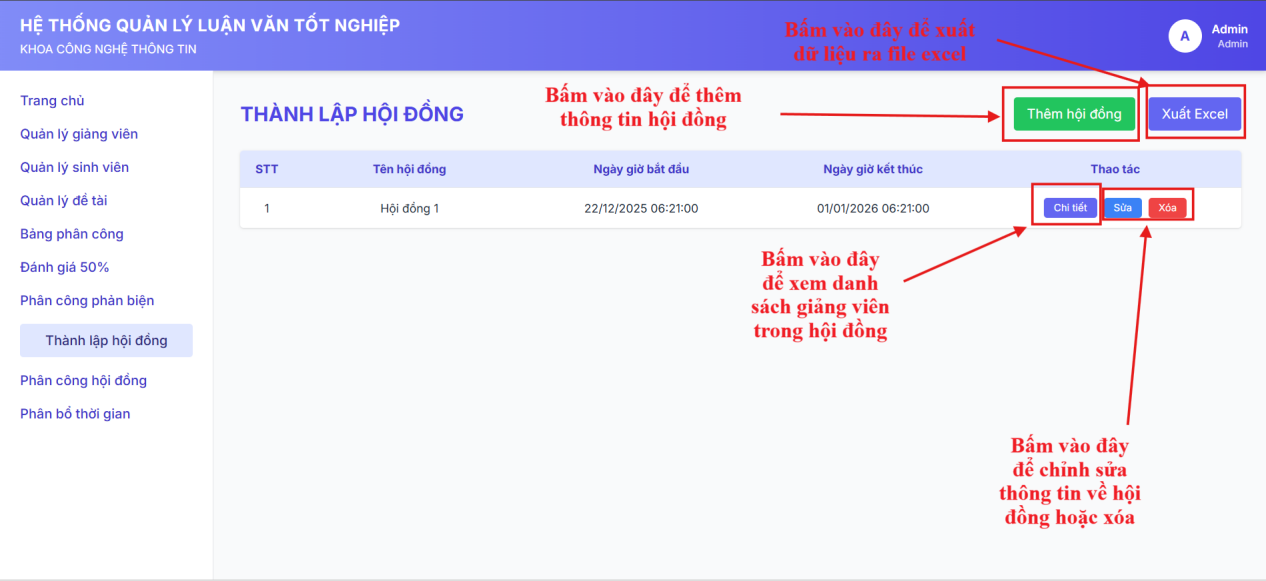 HỆ THỐNG QUẢN LÝ LUẬN VĂN TỐT NGHIỆP
KHOA CÔNG NGHỆ THÔNG TIN
Bấm vào đây để xuất
dữ liệu ra file excel
A
Admin
Admin
Trang chủ
Quản lý giảng viên
Quản lý sinh viên
Quản lý đề tài
Bảng phân công
Đánh giá 50%
Phân công phản biện
Thành lập hội đồng
Phân công hội đồng
Phân bổ thời gian
THÀNH LẬP HỘI ĐỒNG
Bấm vào đây để thêm
thông tin hội đồng
Thêm hội đồng
Xuất Excel
STT Tên hội đồng Ngày giờ bắt đầu Ngày giờ kết thúc Thao tác
1 Hội đồng 1 22/12/2025 06:21:00 01/01/2026 06:21:00 Chi tiết Sửa Xóa
Bấm vào đây
để xem danh
sách giảng viên
trong hội đồng
Bấm vào đây
để chỉnh sửa
thông tin về hội
đồng hoặc xóa